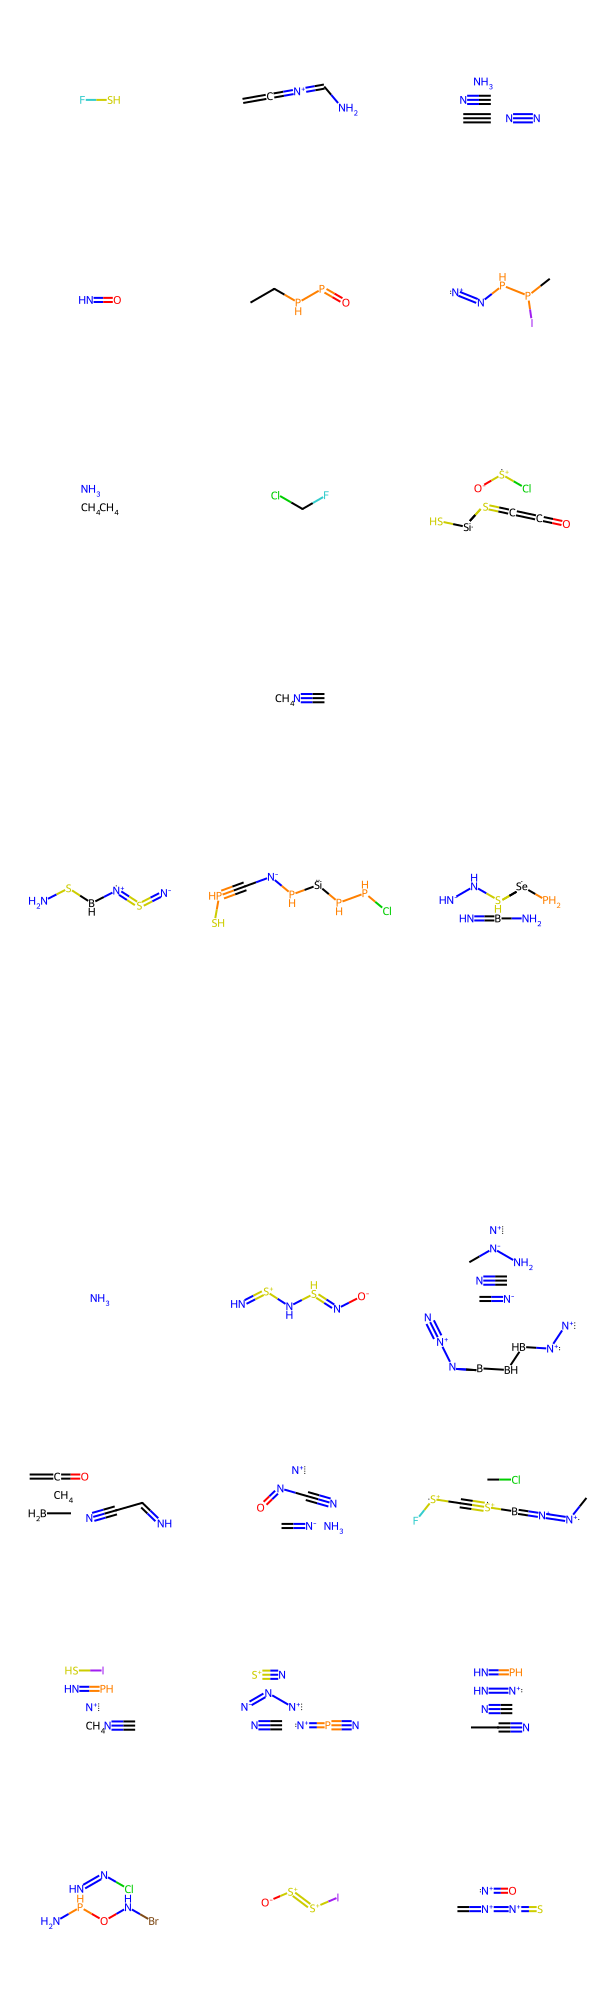 F SH
C N⁺ NH₂
NH₃
N
N N
HN O
P H P O
:N⁺ N H P P I
NH₃
CH₄CH₄
Cl F
O S⁺ Cl
HS Si S C C O
CH₄N
H₂N S B H N⁺ S N⁻
SH HP N⁻ P H Si P H P H Cl
HN N H S H Se PH₂
HN B NH₂
NH₃
HN S⁺ N H S H N O⁻
N⁺
N⁻ NH₂
N
N⁻
N N⁺ N B BH HB N⁺ N⁺
C O
CH₄
H₂B N NH
N⁺
O N N
N⁻ NH₃
Cl
F S⁺ S⁺ B N⁺ N⁺
HS I
HN PH
N⁺
CH₄N
S⁺ N
N⁻ N N⁺
N :N⁺ P N
HN PH
HN N⁺
N
N
HN N Cl
H₂N P H O N H Br
O⁻ S⁺ S⁺ I
:N⁺ O
N⁺ N⁺ S